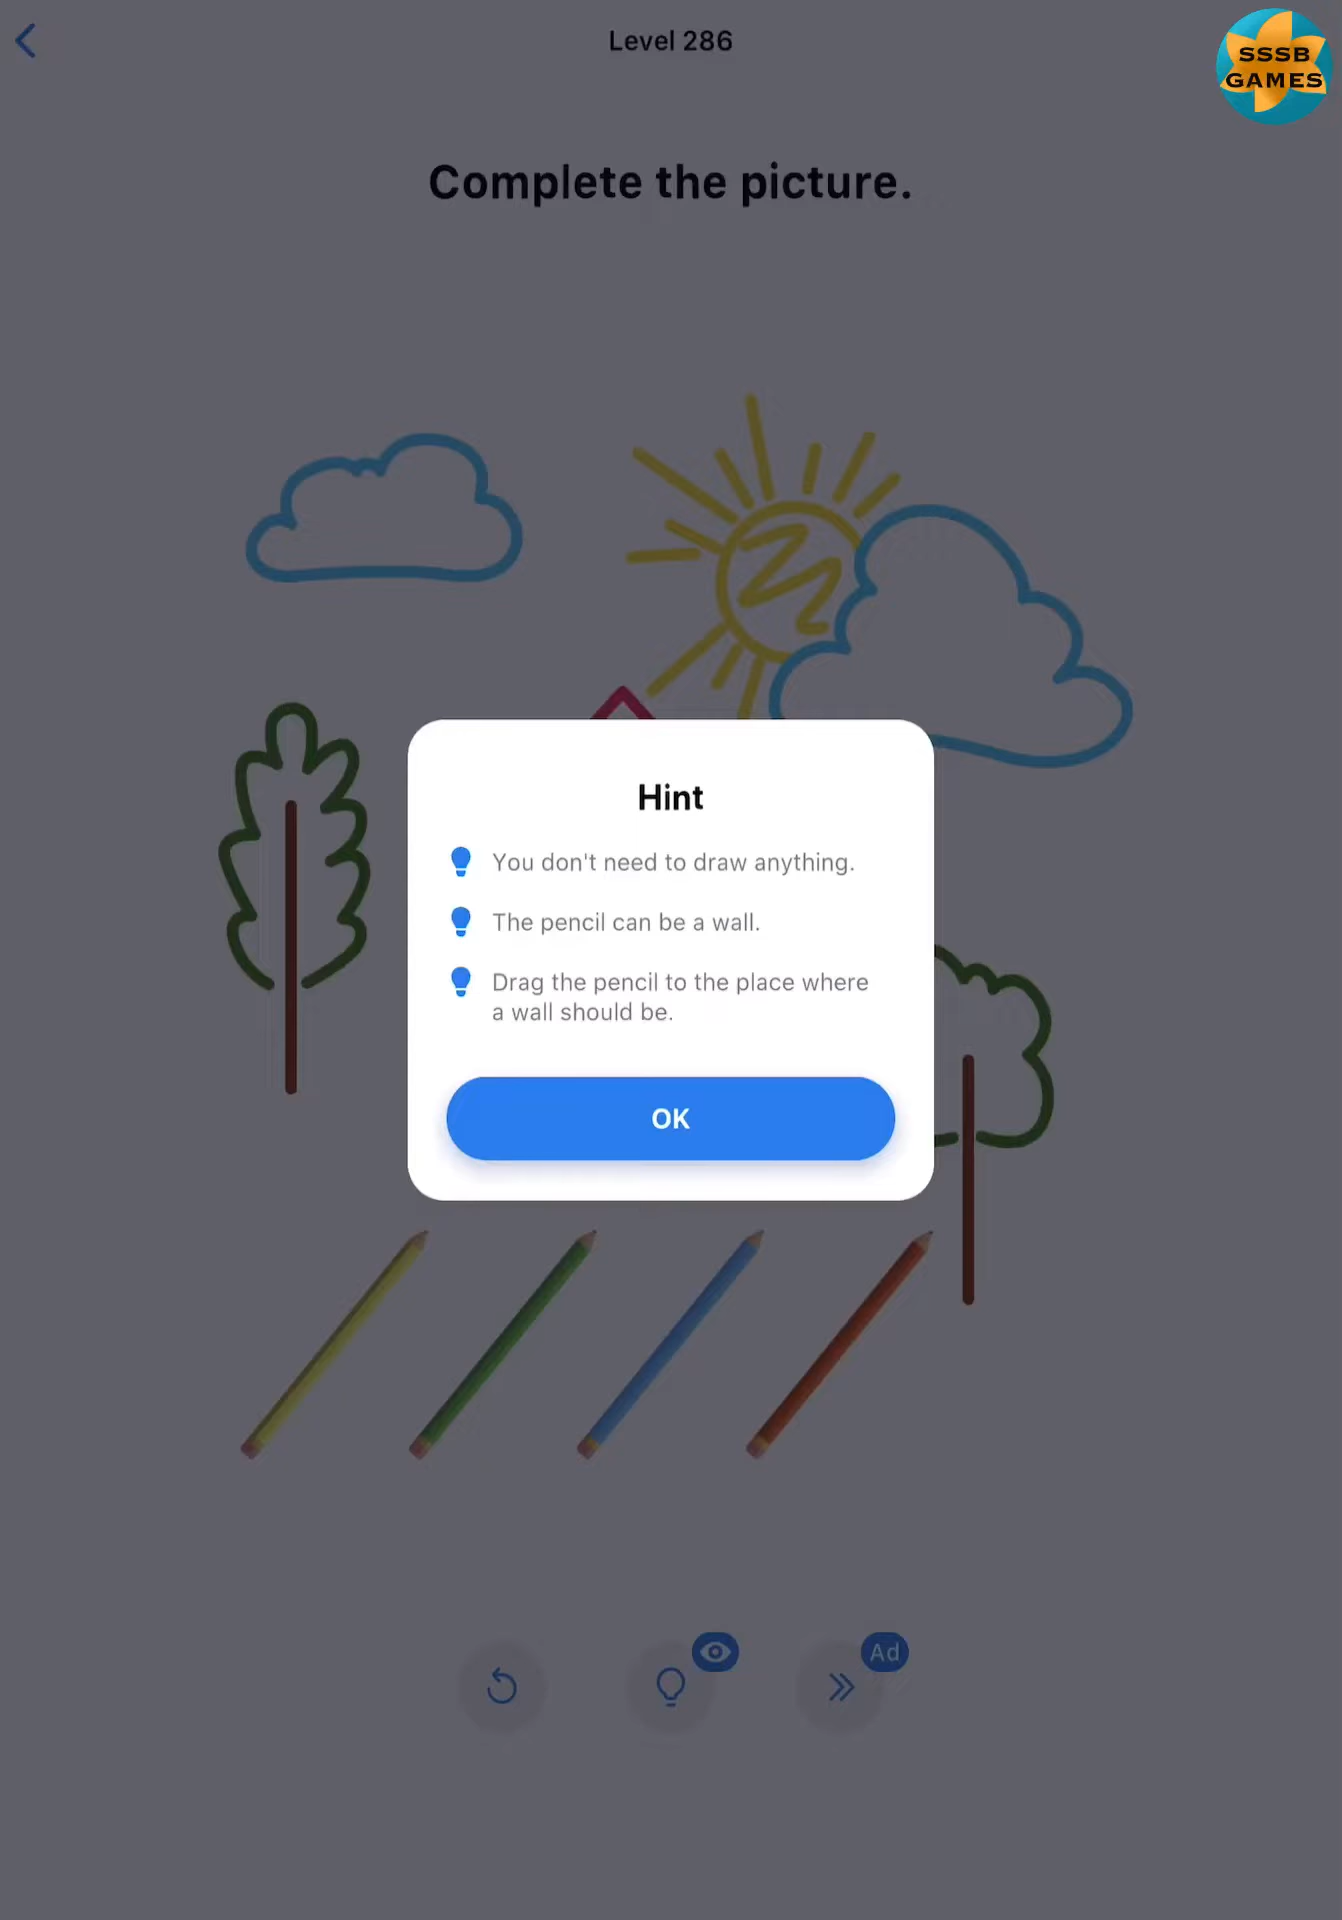 Level 286
SSSB
GAMES
Complete the picture.
Hint
You don't need to draw anything.
The pencil can be a wall.
Drag the pencil to the place where
a wall should be.
OK
Ad